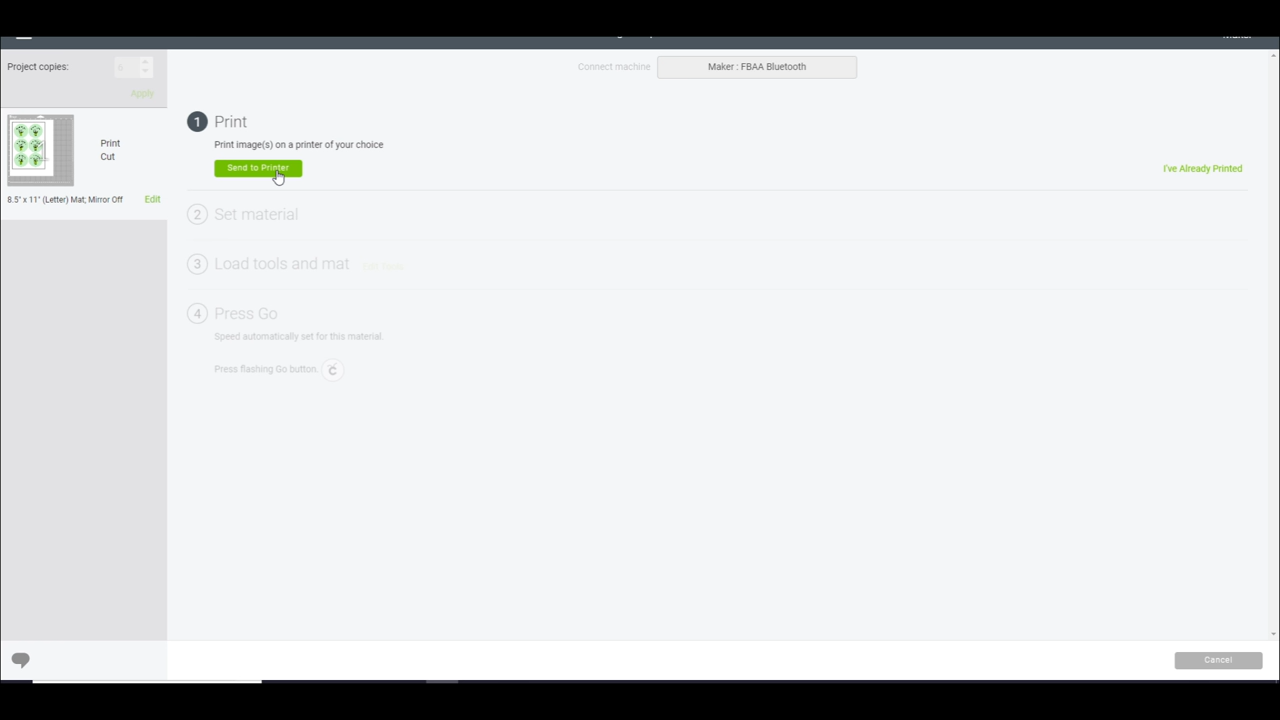 Project copies:
Apply
Print
Cut
8.5" x 11" (Letter) Mat; Mirror Off
Edit
Connect machine
Maker : FBAA Bluetooth
1 Print
Print image(s) on a printer of your choice
Send to Printer
I've Already Printed
2 Set material
3 Load tools and mat
4 Press Go
Speed automatically set for this material.
Press flashing Go button.
Cancel